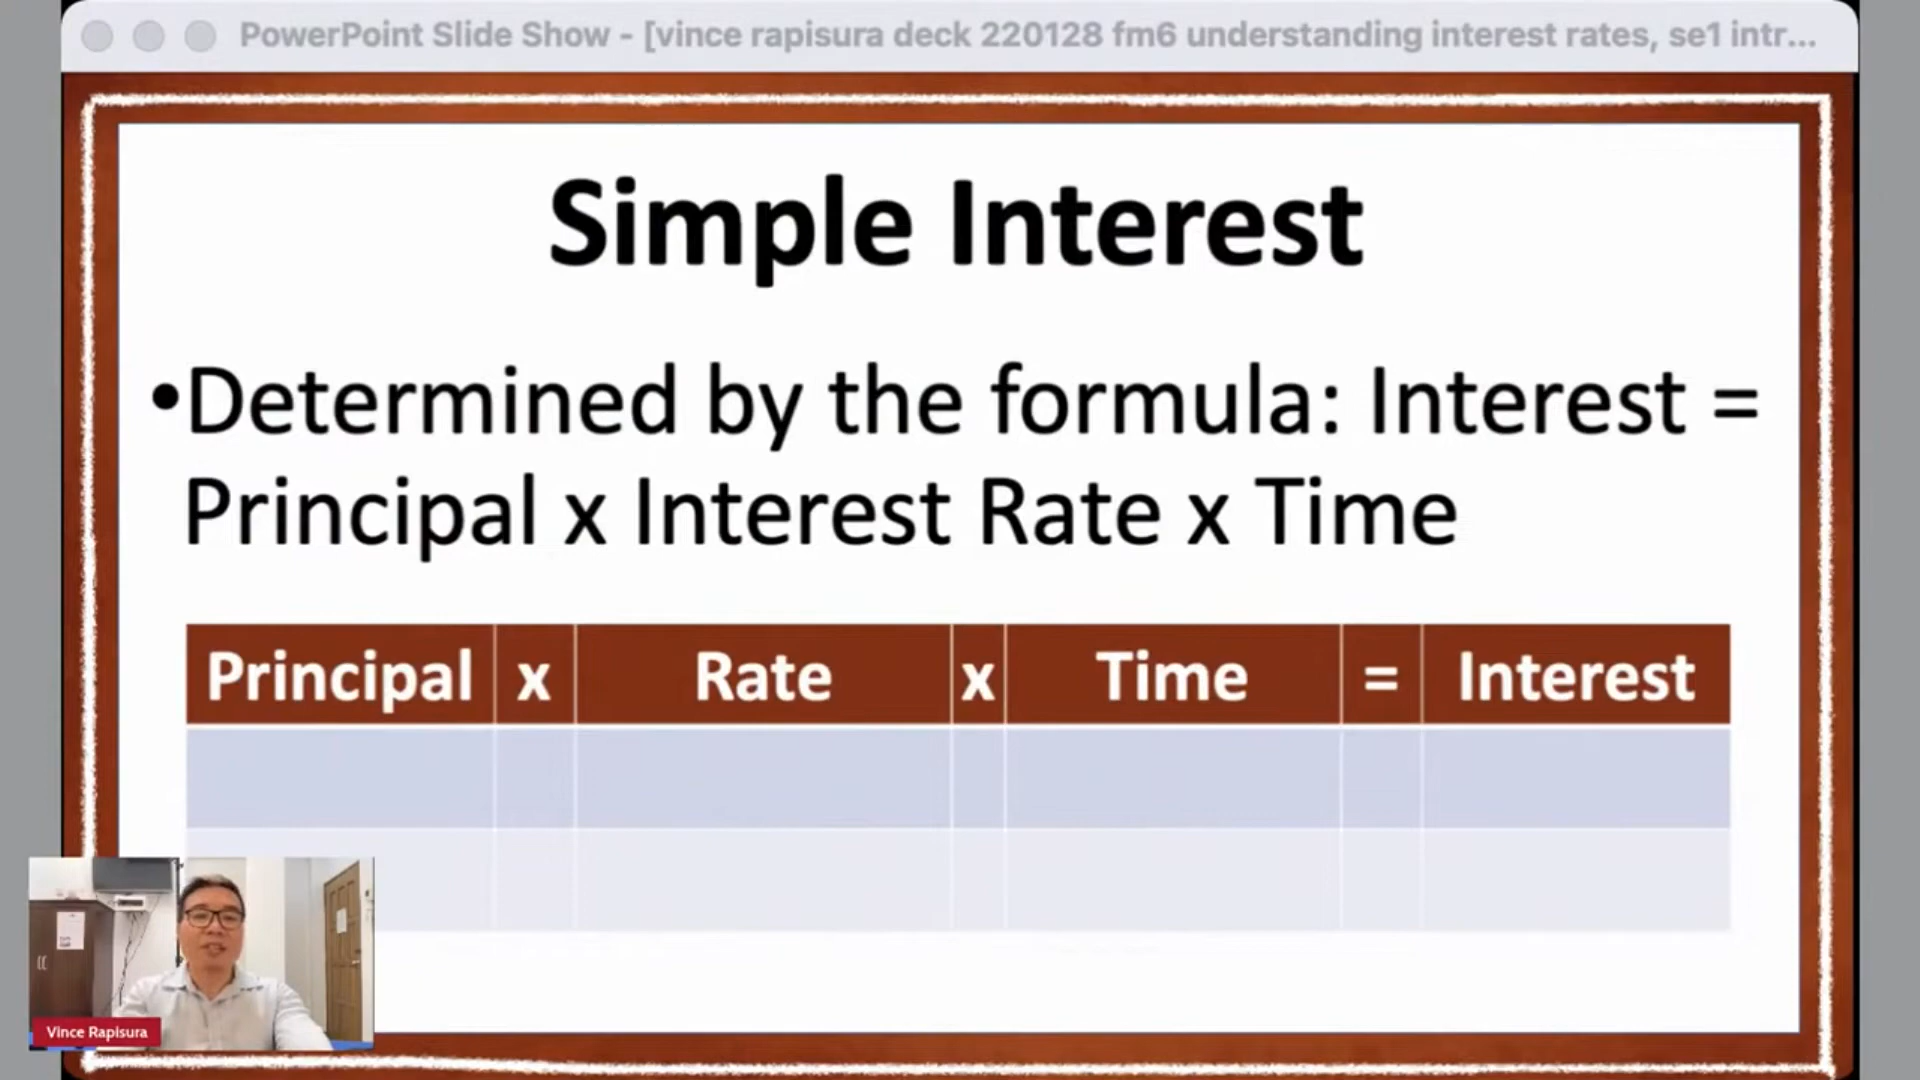 PowerPoint Slide Show - [vince rapisura deck 220128 fm6 understanding interest rates, se1 intr...
Simple Interest
•Determined by the formula: Interest =
Principal x Interest Rate x Time
Principal x Rate x Time = Interest
Vince Rapisura